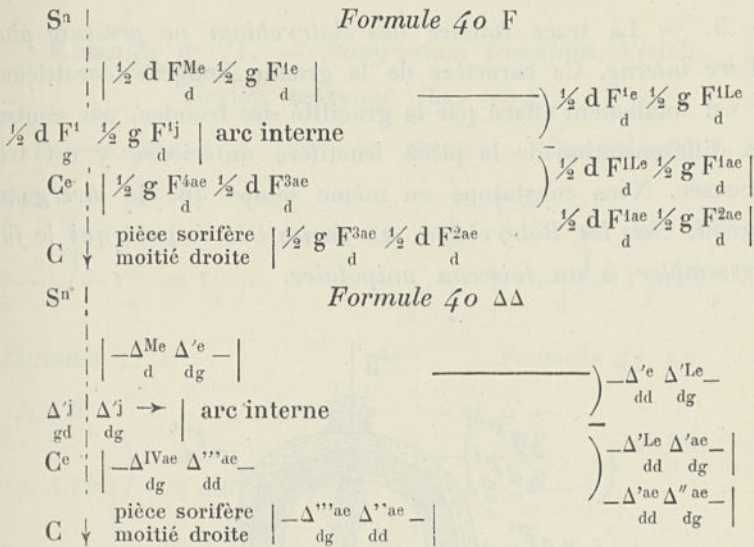 Sⁿ Formule 40 F
| ½ d F^Me_d ½ g F^1e_d | ) ½ d F^1e_d ½ g F^1Le_d
½ d F^1_g ½ g F^1j_d | arc interne
) ½ d F^1Le_d ½ g F^1ae_d |
Cᵉ | ½ g F^4ae_d ½ d F^3ae_d
½ d F^1ae_d ½ g F^2ae_d |
C pièce sorifère moitié droite | ½ g F^3ae_d ½ d F^2ae_d |
Sⁿ Formule 40 ΔΔ
| –Δ^Me_d Δ^′e_dg – | ) –Δ^′e_dd Δ^′Le_dg –
Δ^′j_gd Δ^′j_dg → | arc interne
) –Δ^′Le_dd Δ^′ae_dg – |
Cᵉ | –Δ^IVae_dg Δ^′′′ae_dd –
–Δ^′ae_dd Δ^″ae_dg – |
C pièce sorifère moitié droite | –Δ^′′′ae_dg Δ^″ae_dd – |